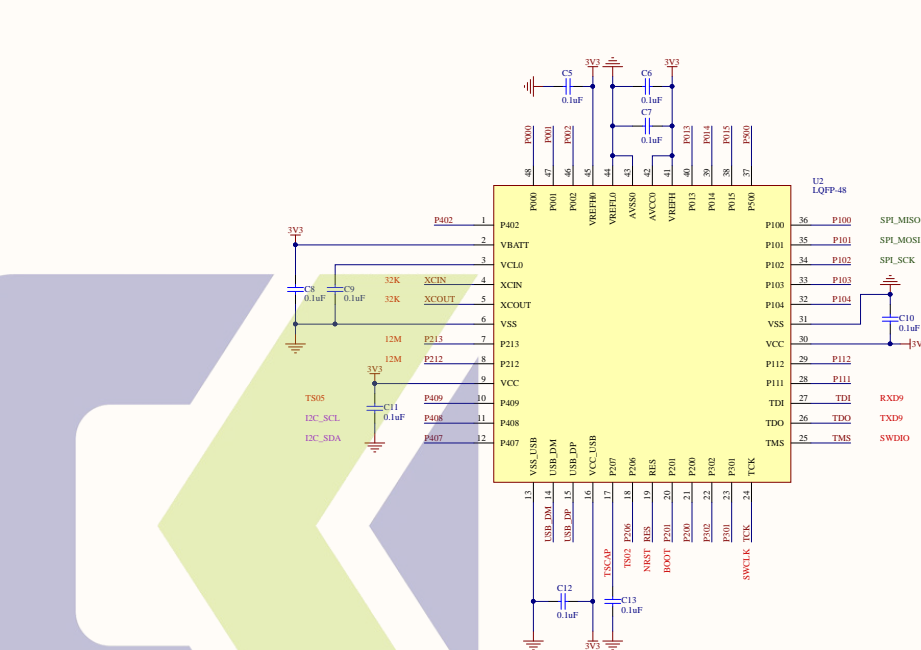 3V3 3V3
C5 C6
0.1uF 0.1uF
C7
0.1uF
P000 P001 P002 P013 P014 P015 P500
48 47 46 45 44 43 42 41 40 39 38 37
U2
LQFP-48
P000 P001 P002 VREFH0 VREFL0 AVSS0 AVCC0 VREFH P013 P014 P015 P500
P402 1 P402 P100 36 P100 SPI_MISO
3V3
2 VBATT P101 35 P101 SPI_MOSI
3 VCL0 P102 34 P102 SPI_SCK
32K XCIN 4 XCIN P103 33 P103
C8 C9
0.1uF 0.1uF
32K XCOUT 5 XCOUT P104 32 P104
6 VSS VSS 31
C10
0.1uF
12M P213 7 P213 VCC 30
12M P212 8 P212 P112 29 P112
3V3
9 VCC P111 28 P111
TS05 P409 10 P409 TDI 27 TDI RXD9
C11
0.1uF
I2C_SCL P408 11 P408 TDO 26 TDO TXD9
I2C_SDA P407 12 P407 TMS 25 TMS SWDIO
VSS_USB USB_DM USB_DP VCC_USB P207 P206 RES P201 P200 P302 P301 TCK
13 14 15 16 17 18 19 20 21 22 23 24
USB_DM USB_DP P206 RES P201 P200 P302 P301 TCK
TSCAP TS02 NRST BOOT SWCLK
C12 C13
0.1uF 0.1uF
3V3